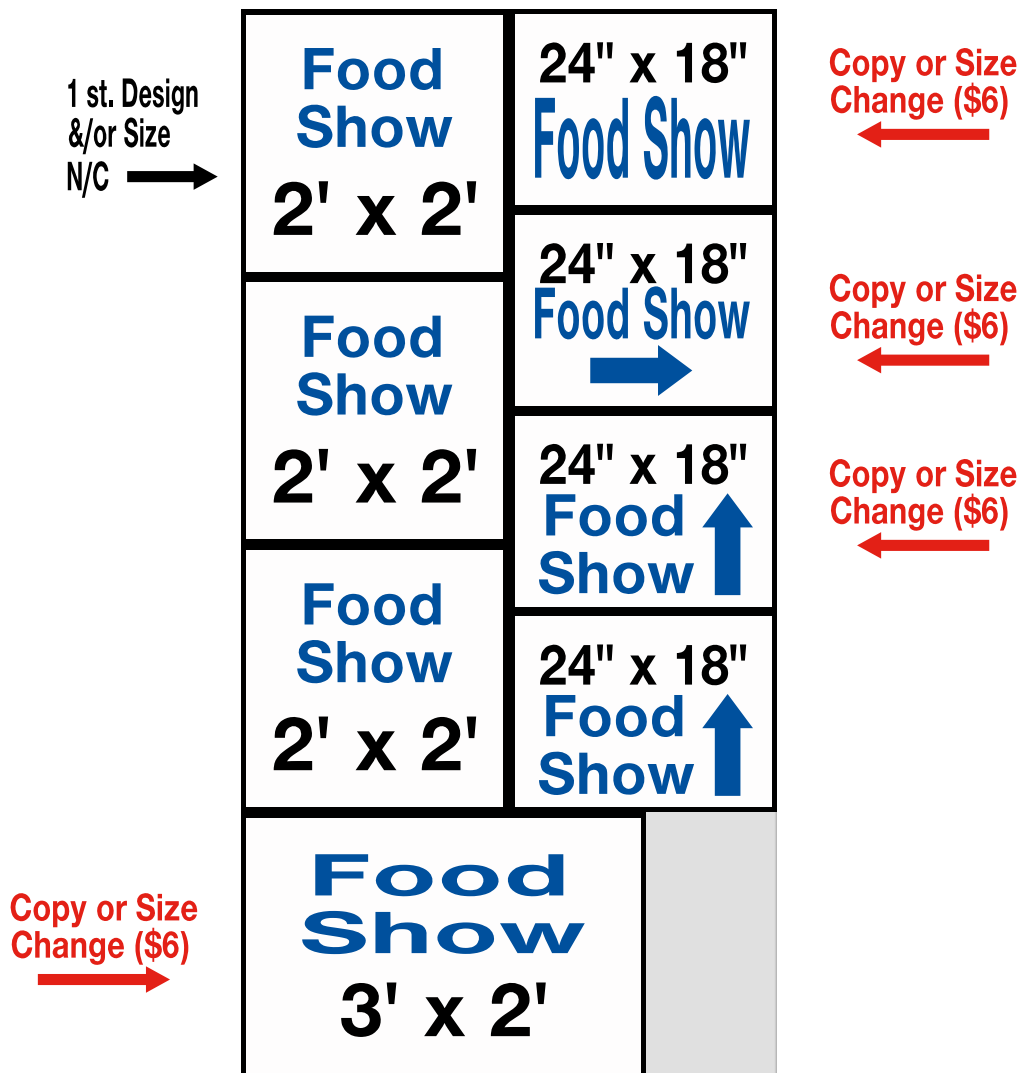 1 st. Design
&/or Size
N/C
Food
Show
2' x 2'
24" x 18"
Food Show
Copy or Size
Change ($6)
24" x 18"
Food Show
Copy or Size
Change ($6)
Food
Show
2' x 2'
24" x 18"
Food
Show
Copy or Size
Change ($6)
Food
Show
2' x 2'
24" x 18"
Food
Show
Copy or Size
Change ($6)
Food
Show
3' x 2'